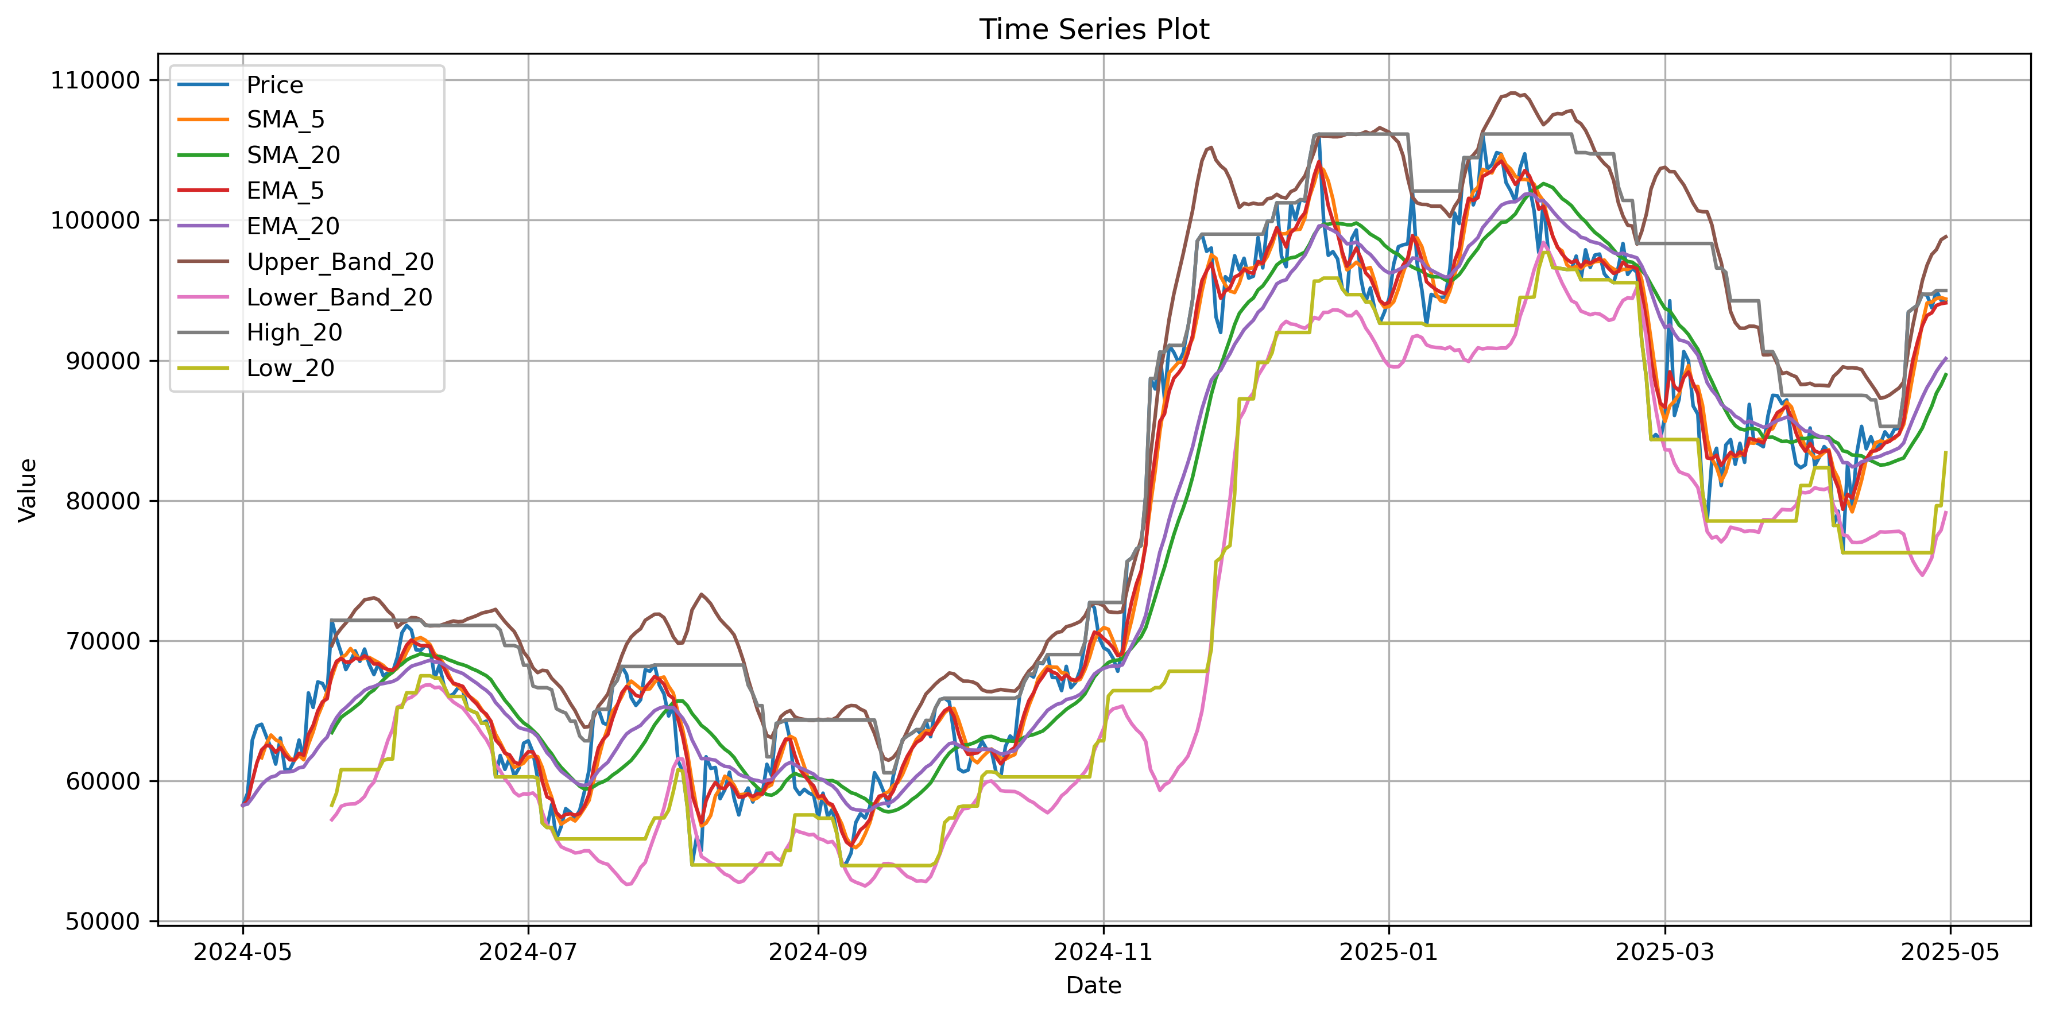 Time Series Plot
110000
100000
90000
80000
70000
60000
50000
Value
Price
SMA_5
SMA_20
EMA_5
EMA_20
Upper_Band_20
Lower_Band_20
High_20
Low_20
2024-05 2024-07 2024-09 2024-11 2025-01 2025-03 2025-05
Date